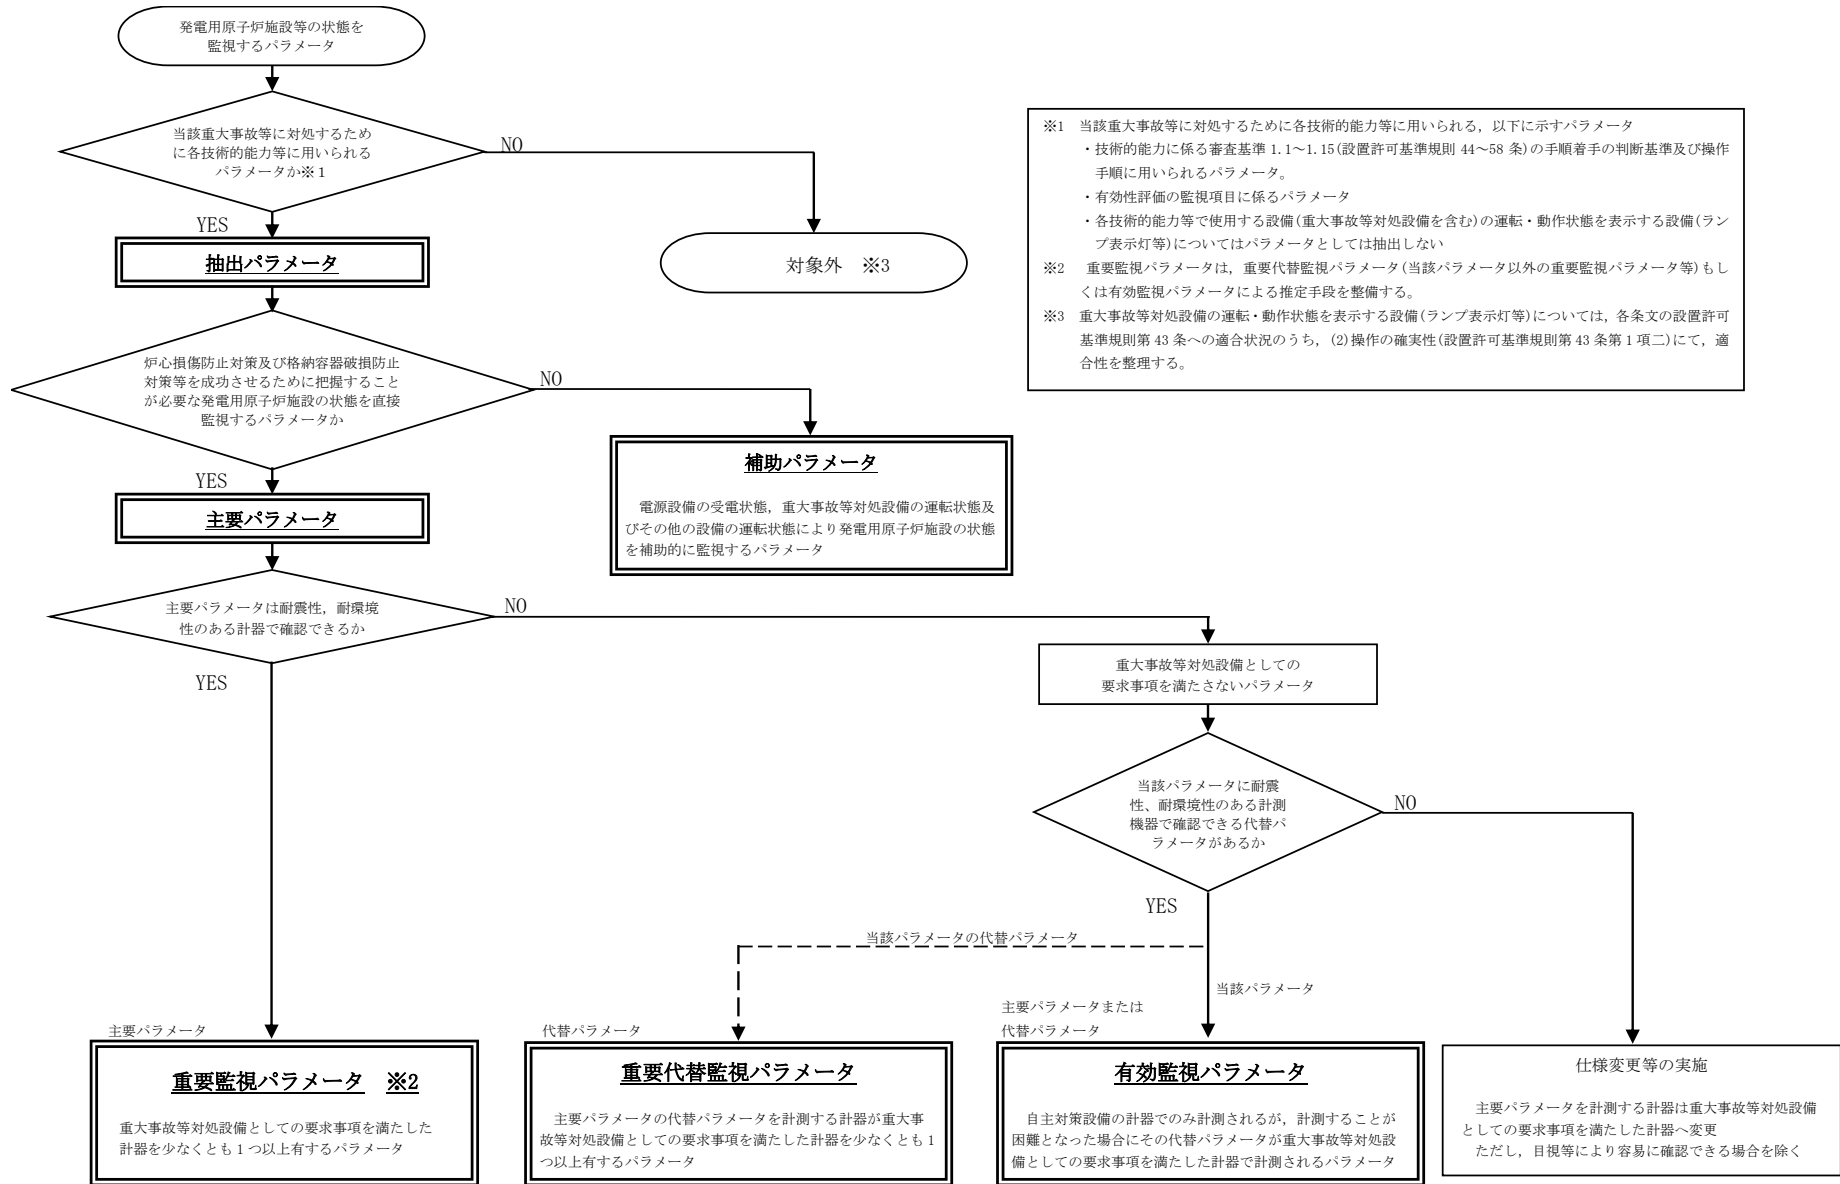 発電用原子炉施設等の状態を
監視するパラメータ
当該重大事故等に対処するため
に各技術的能力等に用いられる
パラメータか※1
NO
YES
対象外　※3
抽出パラメータ
炉心損傷防止対策及び格納容器破損防止
対策等を成功させるために把握すること
が必要な発電用原子炉施設の状態を直接
監視するパラメータか
NO
YES
補助パラメータ
電源設備の受電状態，重大事故等対処設備の運転状態及
びその他の設備の運転状態により発電用原子炉施設の状態
を補助的に監視するパラメータ
主要パラメータ
主要パラメータは耐震性，耐環境
性のある計器で確認できるか
NO
YES
重大事故等対処設備としての
要求事項を満たさないパラメータ
当該パラメータに耐震
性、耐環境性のある計測
機器で確認できる代替パ
ラメータがあるか
NO
YES
当該パラメータの代替パラメータ
当該パラメータ
主要パラメータ
重要監視パラメータ　※2
重大事故等対処設備としての要求事項を満たした
計器を少なくとも1つ以上有するパラメータ
代替パラメータ
重要代替監視パラメータ
主要パラメータの代替パラメータを計測する計器が重大事
故等対処設備としての要求事項を満たした計器を少なくとも1
つ以上有するパラメータ
主要パラメータまたは
代替パラメータ
有効監視パラメータ
自主対策設備の計器でのみ計測されるが，計測することが
困難となった場合にその代替パラメータが重大事故等対処設
備としての要求事項を満たした計器で計測されるパラメータ
仕様変更等の実施
主要パラメータを計測する計器は重大事故等対処設備
としての要求事項を満たした計器へ変更
ただし，目視等により容易に確認できる場合を除く
※1　当該重大事故等に対処するために各技術的能力等に用いられる，以下に示すパラメータ
・技術的能力に係る審査基準 1.1～1.15(設置許可基準規則 44～58 条)の手順着手の判断基準及び操作
手順に用いられるパラメータ。
・有効性評価の監視項目に係るパラメータ
・各技術的能力等で使用する設備(重大事故等対処設備を含む)の運転・動作状態を表示する設備(ラン
プ表示灯等)についてはパラメータとしては抽出しない
※2　重要監視パラメータは，重要代替監視パラメータ(当該パラメータ以外の重要監視パラメータ等)もし
くは有効監視パラメータによる推定手段を整備する。
※3　重大事故等対処設備の運転・動作状態を表示する設備(ランプ表示灯等)については，各条文の設置許可
基準規則第 43 条への適合状況のうち，(2)操作の確実性(設置許可基準規則第 43 条第 1 項二)にて，適
合性を整理する。